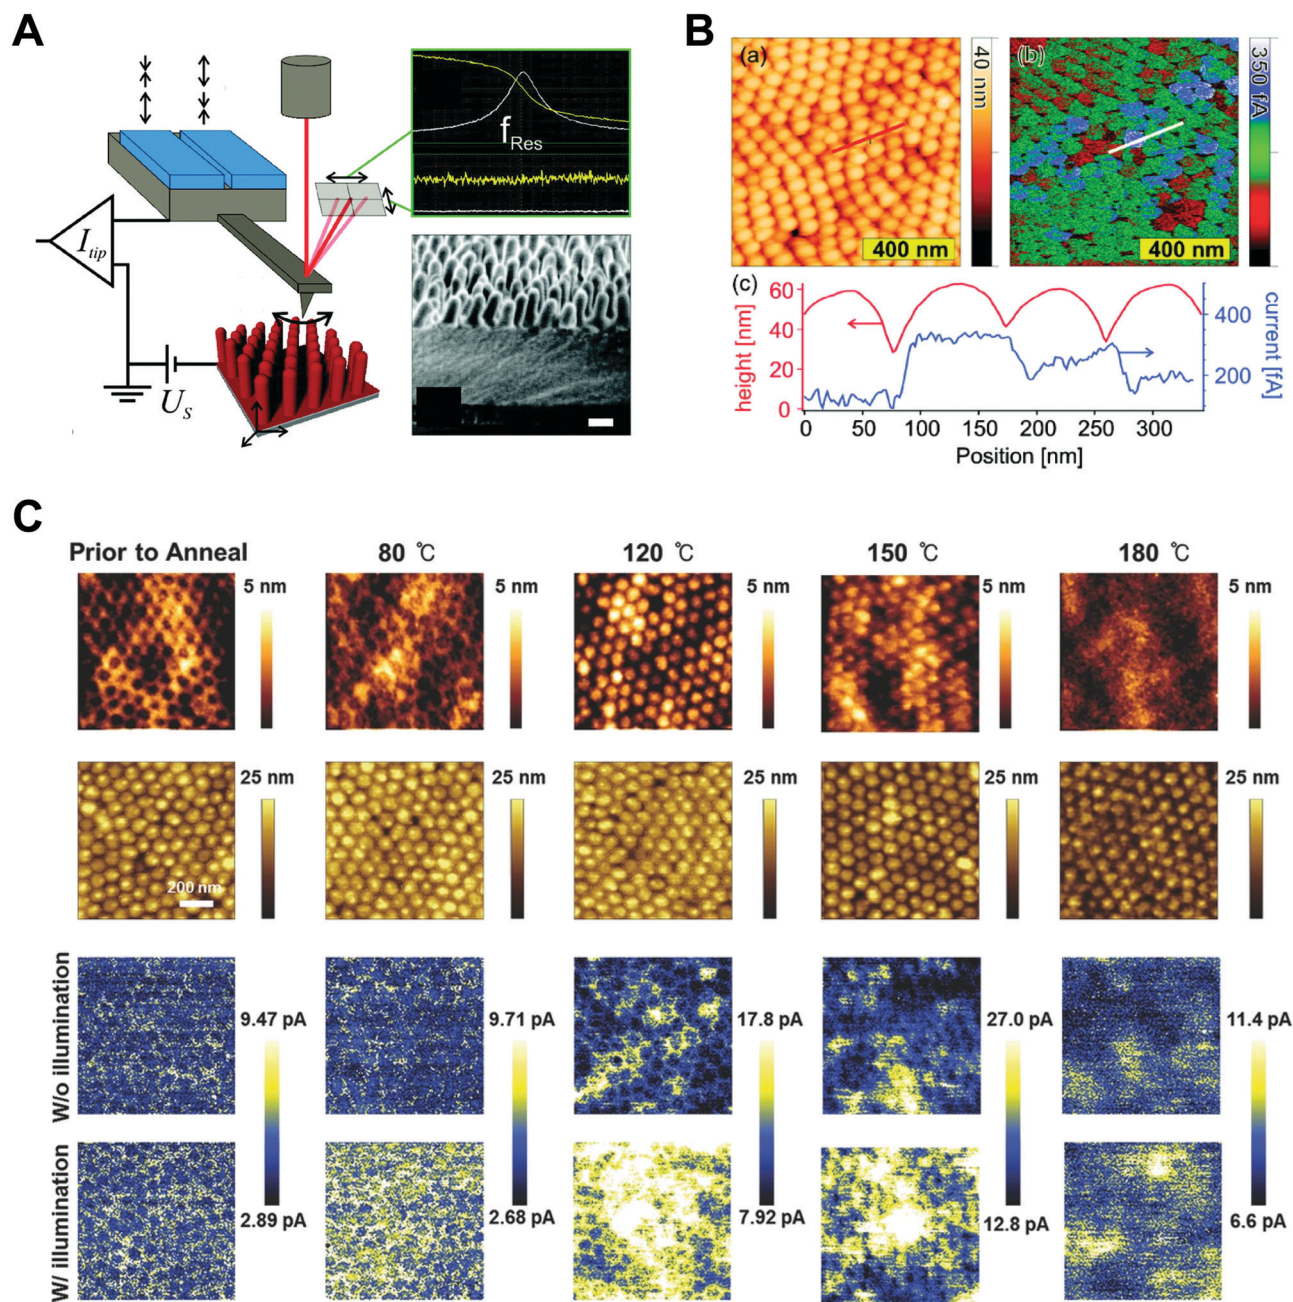 A
f Res
I tip
U S
B
(a)
40 nm
400 nm
(b)
350 fA
400 nm
(c)
height [nm]
60
40
20
0
current [fA]
400
200
0 50 100 150 200 250 300
Position [nm]
C
Prior to Anneal 80 ℃ 120 ℃ 150 ℃ 180 ℃
5 nm 5 nm 5 nm 5 nm 5 nm
25 nm 25 nm 25 nm 25 nm 25 nm
200 nm
W/o illumination
9.47 pA 9.71 pA 17.8 pA 27.0 pA 11.4 pA
W/ illumination
2.89 pA 2.68 pA 7.92 pA 12.8 pA 6.6 pA